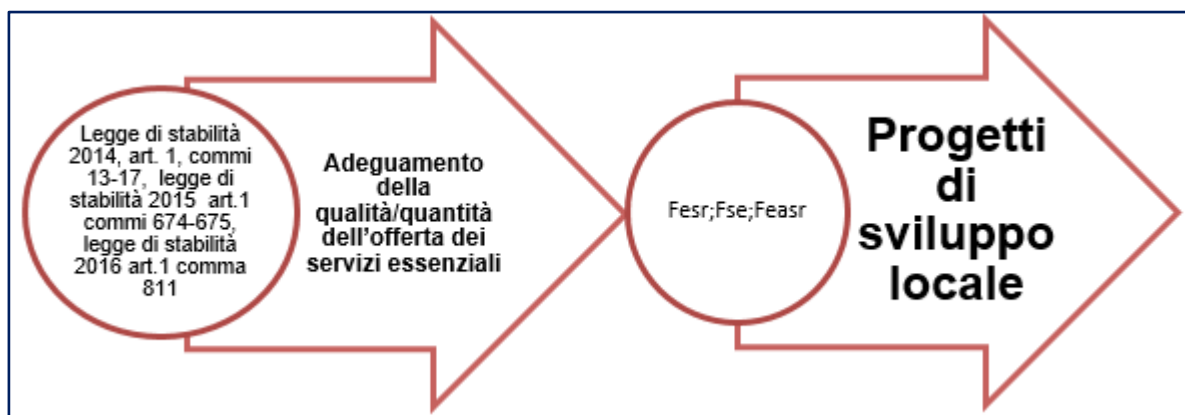 Legge di stabilità
2014, art. 1, commi
13-17, legge di
stabilità 2015 art.1
commi 674-675,
legge di stabilità
2016 art.1 comma
811
Adeguamento
della
qualità/quantità
dell’offerta dei
servizi essenziali
Fesr;Fse;Feasr
Progetti
di
sviluppo
locale